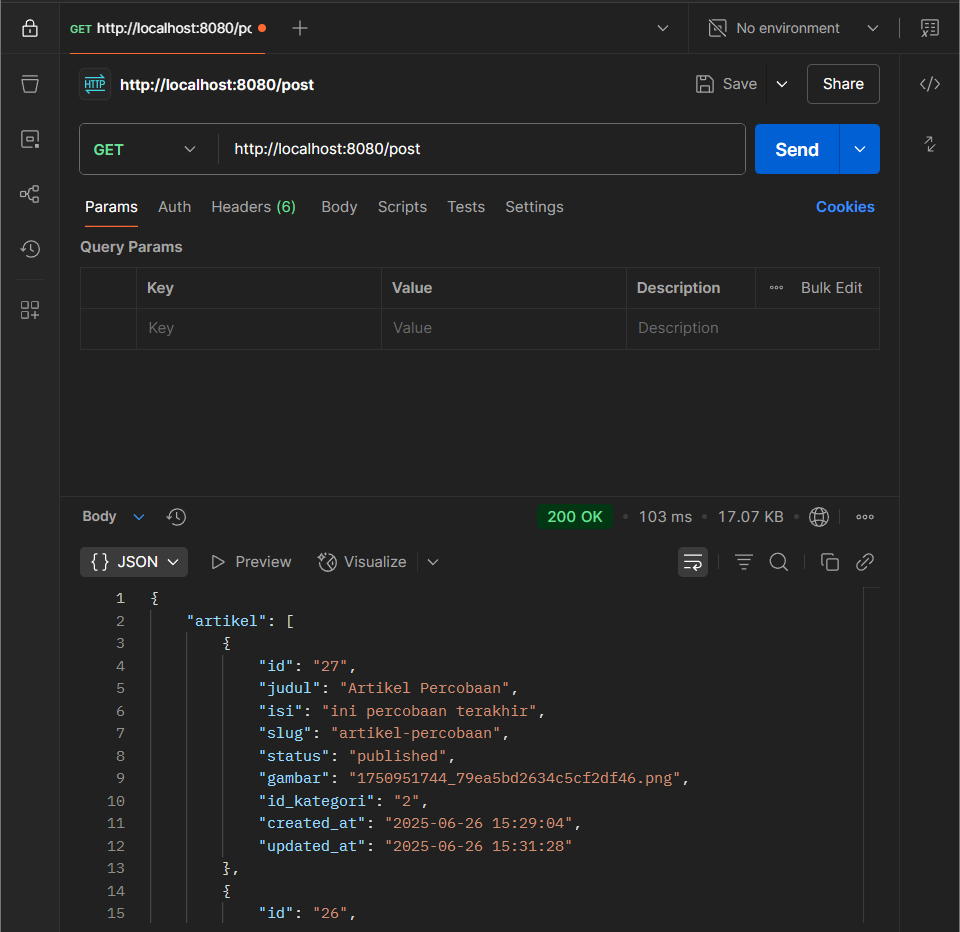 GET http://localhost:8080/pc
No environment
HTTP http://localhost:8080/post
Save
Share
GET http://localhost:8080/post
Send
Params Auth Headers (6) Body Scripts Tests Settings Cookies
Query Params
Key Value Description Bulk Edit
Key Value Description
Body 200 OK 103 ms 17.07 KB
{} JSON Preview Visualize
1 {
2 "artikel": [
3 {
4 "id": "27",
5 "judul": "Artikel Percobaan",
6 "isi": "ini percobaan terakhir",
7 "slug": "artikel-percobaan",
8 "status": "published",
9 "gambar": "1750951744_79ea5bd2634c5cf2df46.png",
10 "id_kategori": "2",
11 "created_at": "2025-06-26 15:29:04",
12 "updated_at": "2025-06-26 15:31:28"
13 },
14 {
15 "id": "26",